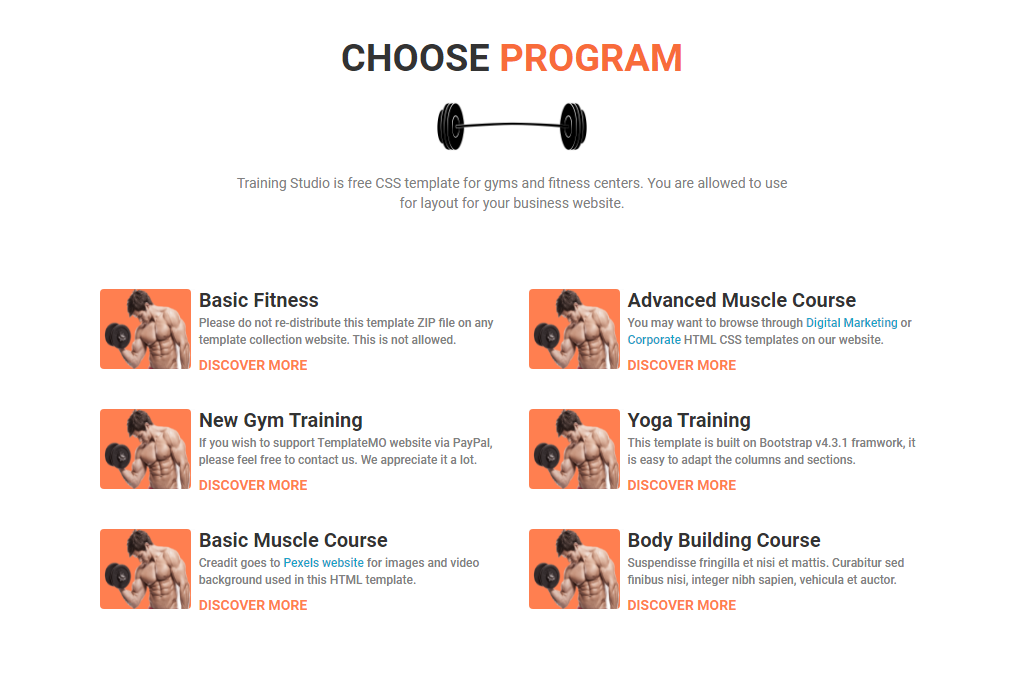 CHOOSE PROGRAM
Training Studio is free CSS template for gyms and fitness centers. You are allowed to use
for layout for your business website.
Basic Fitness
Please do not re-distribute this template ZIP file on any
template collection website. This is not allowed.
DISCOVER MORE
Advanced Muscle Course
You may want to browse through Digital Marketing or
Corporate HTML CSS templates on our website.
DISCOVER MORE
New Gym Training
If you wish to support TemplateMO website via PayPal,
please feel free to contact us. We appreciate it a lot.
DISCOVER MORE
Yoga Training
This template is built on Bootstrap v4.3.1 framwork, it
is easy to adapt the columns and sections.
DISCOVER MORE
Basic Muscle Course
Creadit goes to Pexels website for images and video
background used in this HTML template.
DISCOVER MORE
Body Building Course
Suspendisse fringilla et nisi et mattis. Curabitur sed
finibus nisi, integer nibh sapien, vehicula et auctor.
DISCOVER MORE